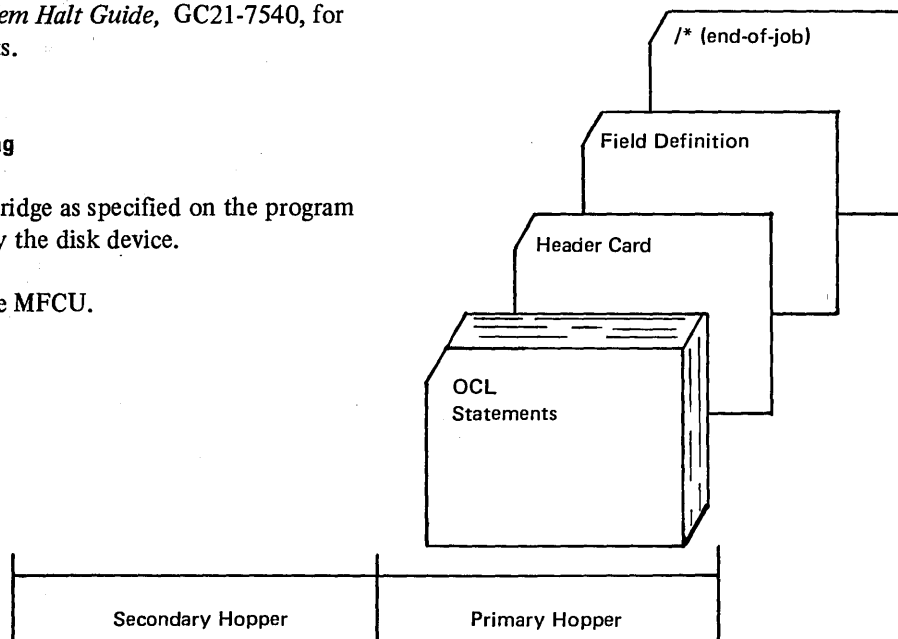 em Halt Guide, GC21-7540, for
s.
g
ridge as specified on the program
y the disk device.
e MFCU.
/* (end-of-job)
Field Definition
Header Card
OCL
Statements
Secondary Hopper
Primary Hopper